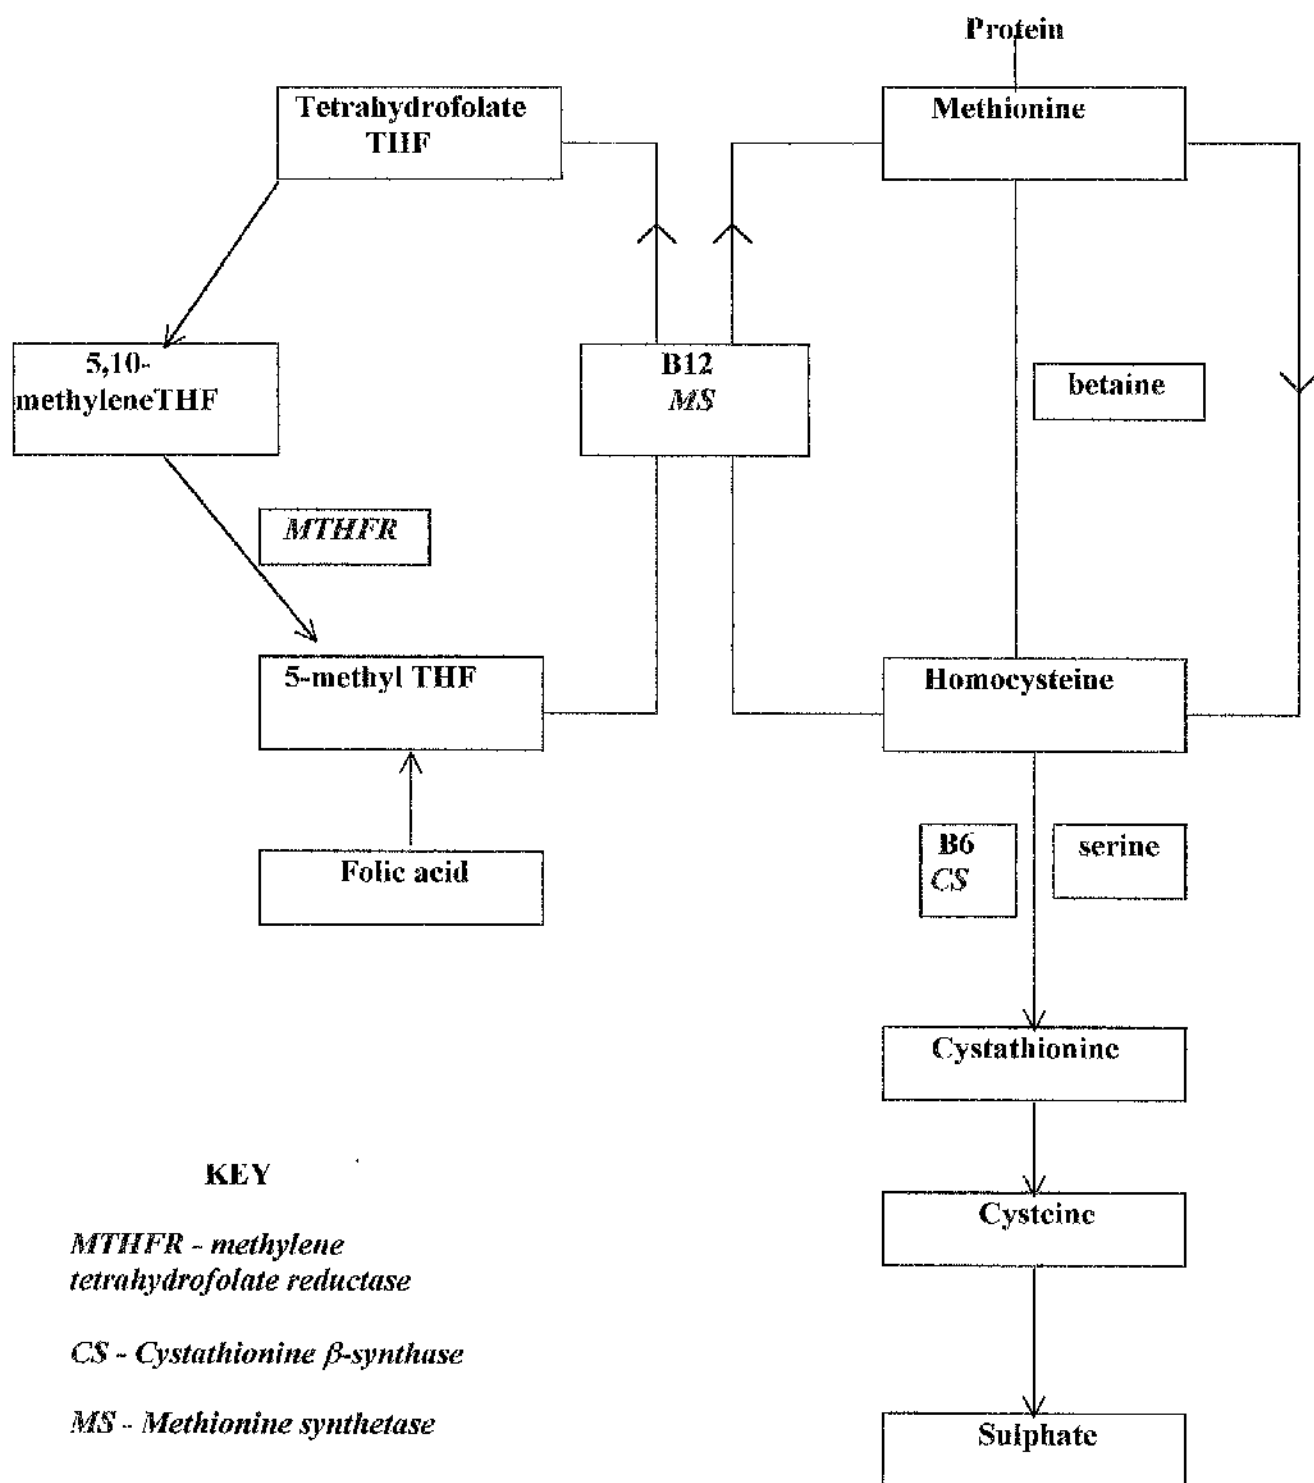 Protein
Tetrahydrofolate
THF
Methionine
5,10-
methyleneTHF
B12
MS
betaine
MTHFR
5-methyl THF
Homocysteine
Folic acid
B6
CS
serine
Cystathionine
Cysteine
Sulphate
KEY
MTHFR - methylene
tetrahydrofolate reductase
CS - Cystathionine β-synthase
MS - Methionine synthetase